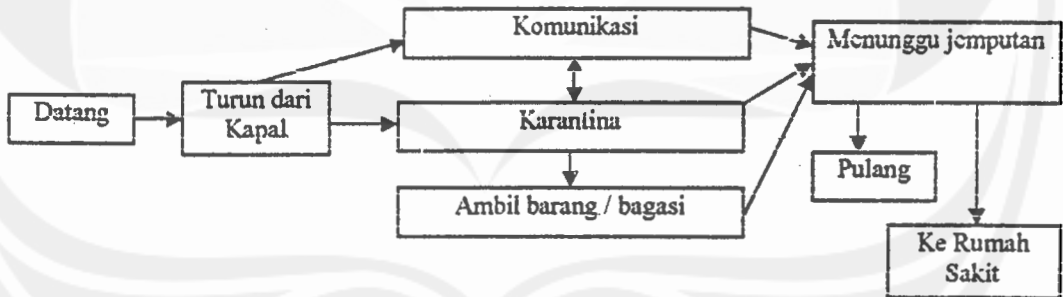 Komunikasi
Menunggu jemputan
Datang
Turun dari
Kapal
Karantina
Ambil barang / bagasi
Pulang
Ke Rumah
Sakit